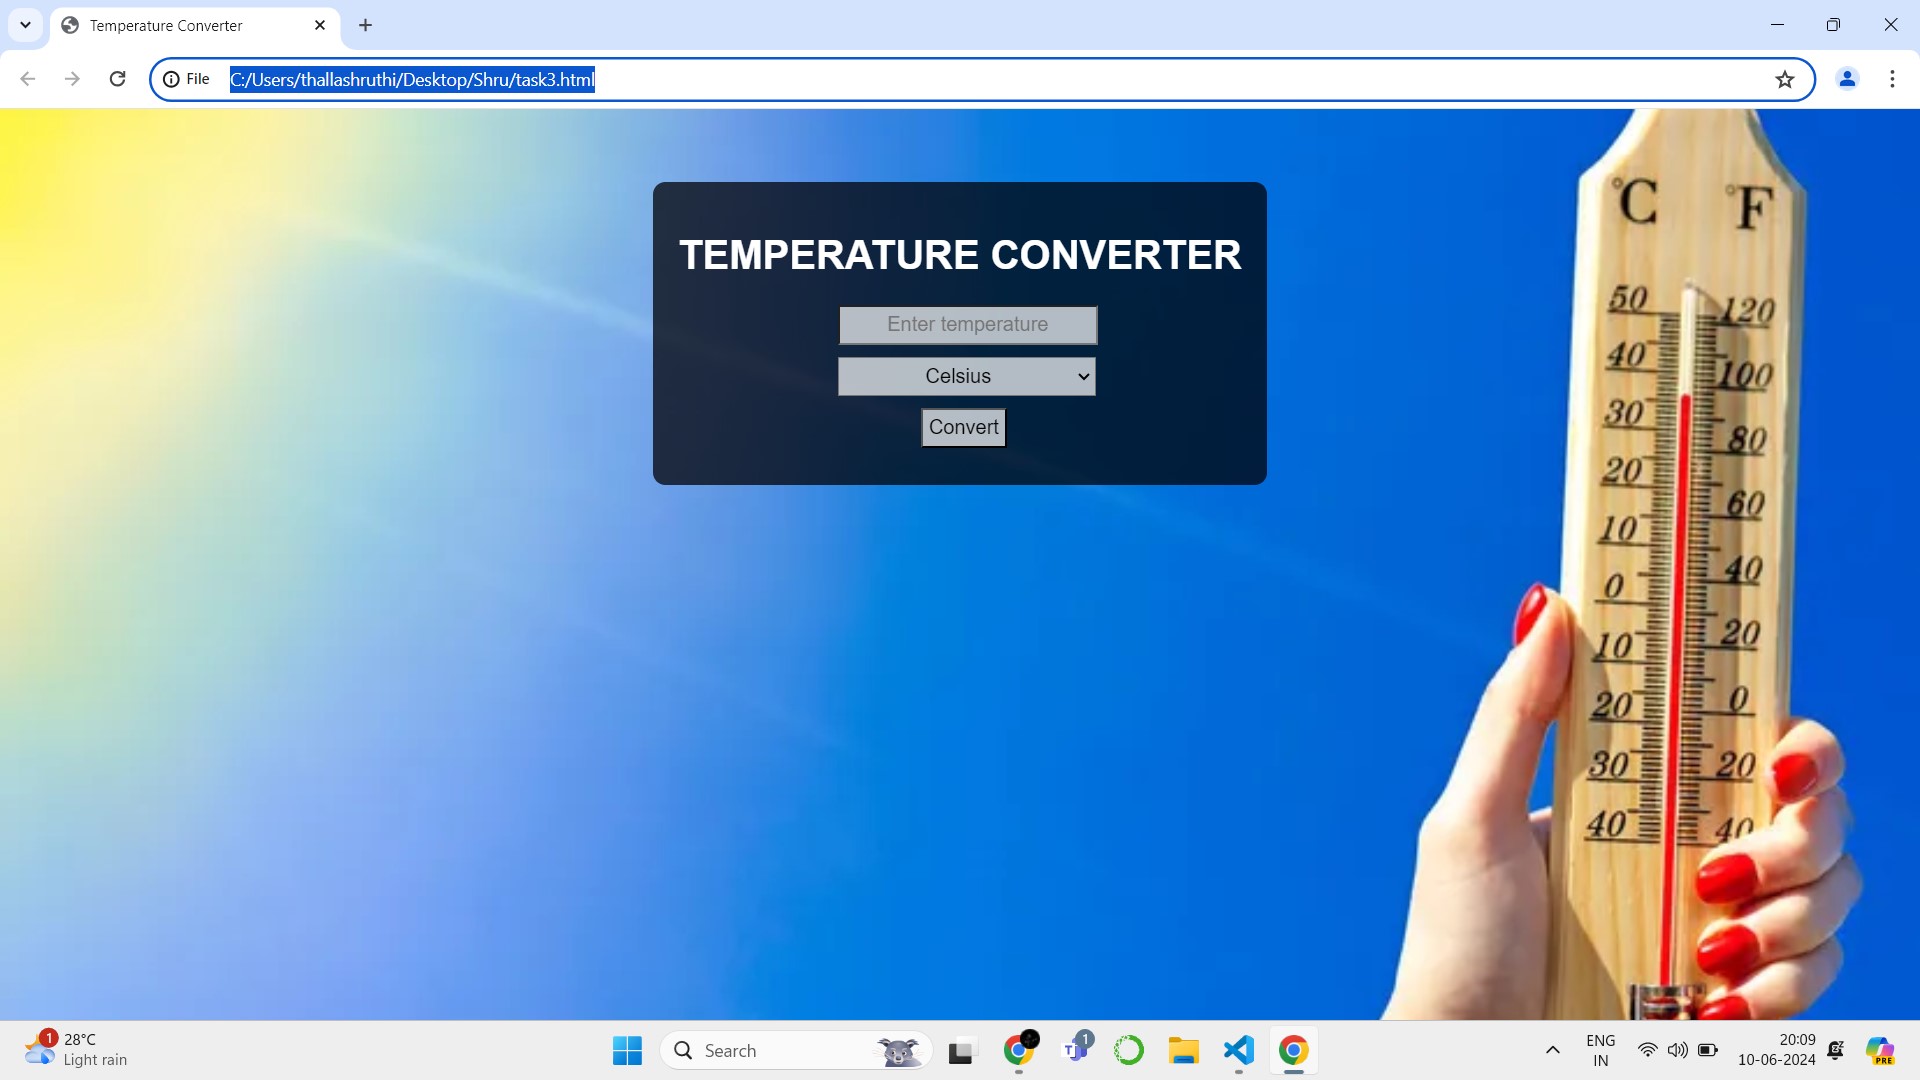 Temperature Converter
File
C:/Users/thallashruthi/Desktop/Shru/task3.html
TEMPERATURE CONVERTER
Enter temperature
Celsius
Convert
°C °F
50 120
40 100
30 80
20 60
10 40
0 20
10 0
20 20
30 40
40
1
28°C
Light rain
Search
1
ENG
IN
20:09
10-06-2024
PRE